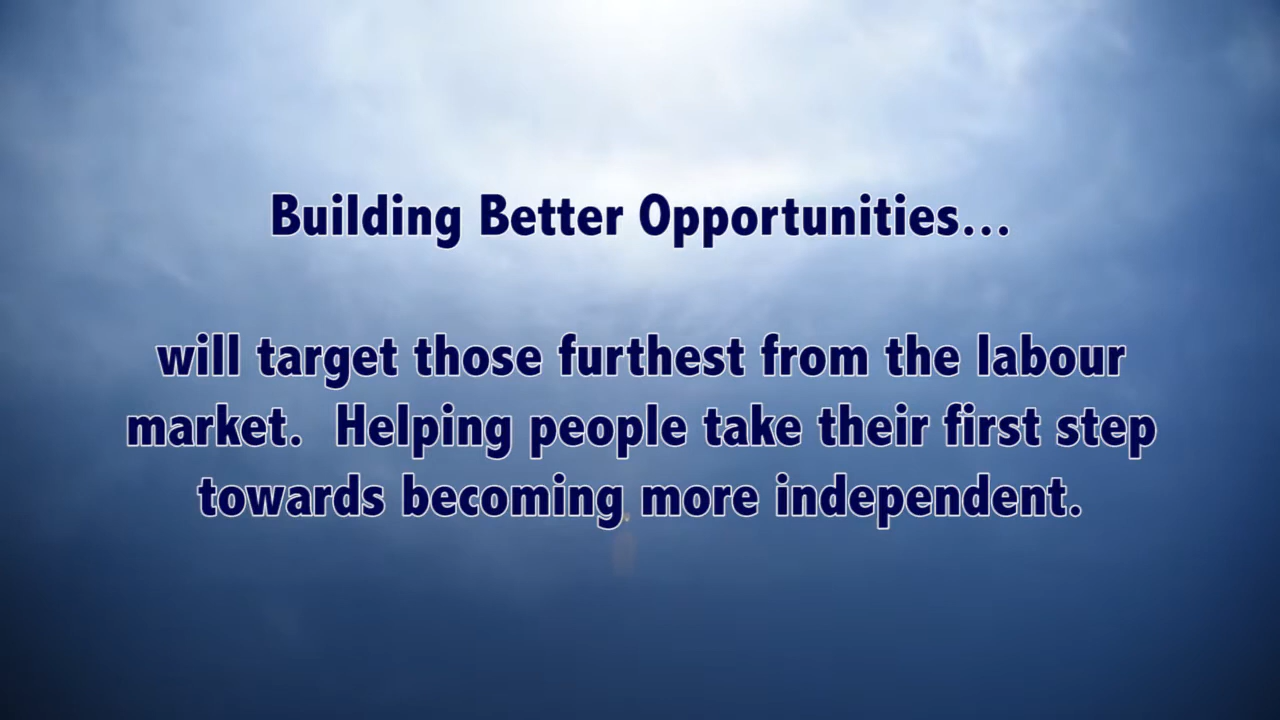 Building Better Opportunities...
will target those furthest from the labour
market.  Helping people take their first step
towards becoming more independent.